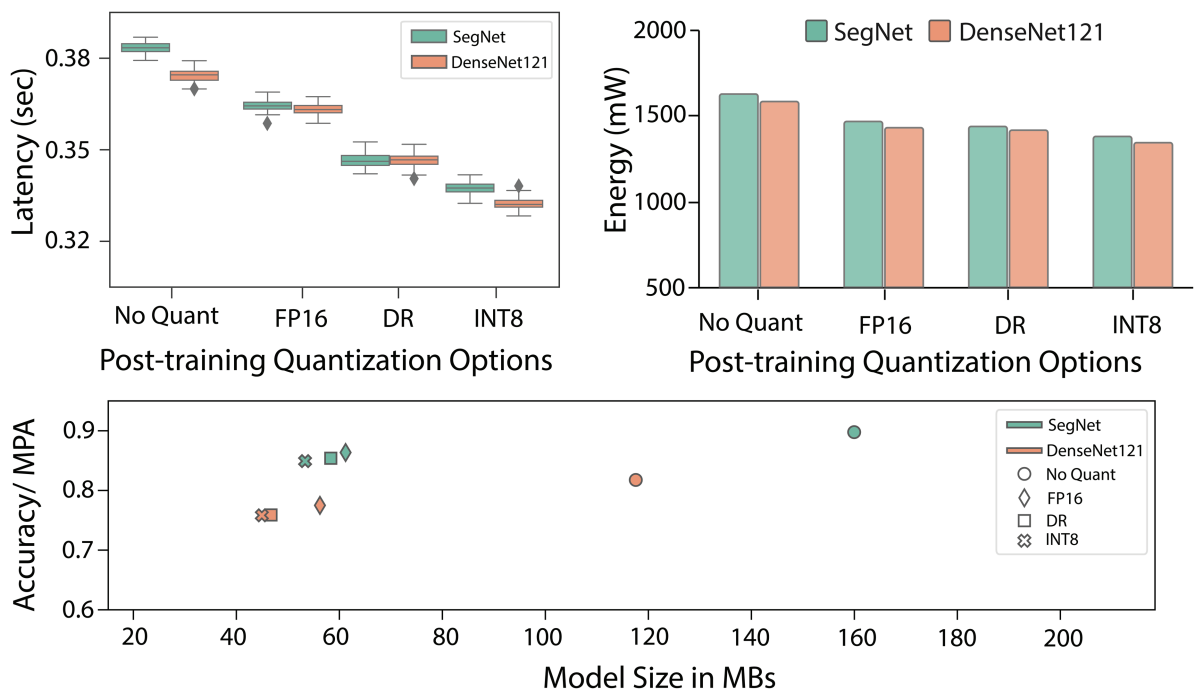 SegNet
DenseNet121
Latency (sec)
0.38
0.35
0.32
No Quant FP16 DR INT8
Post-training Quantization Options
SegNet DenseNet121
Energy (mW)
2000
1500
1000
500
No Quant FP16 DR INT8
Post-training Quantization Options
Accuracy/ MPA
0.9
0.8
0.7
0.6
SegNet
DenseNet121
No Quant
FP16
DR
INT8
20 40 60 80 100 120 140 160 180 200
Model Size in MBs